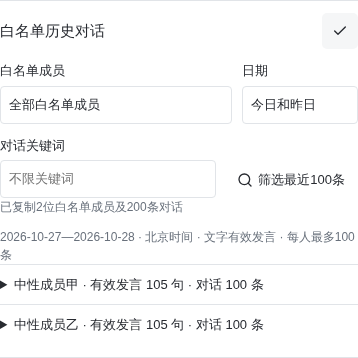 白名单历史对话
白名单成员
日期
全部白名单成员
今日和昨日
对话关键词
不限关键词
筛选最近100条
已复制2位白名单成员及200条对话
2026-10-27—2026-10-28 · 北京时间 · 文字有效发言 · 每人最多100
条
中性成员甲 · 有效发言 105 句 · 对话 100 条
中性成员乙 · 有效发言 105 句 · 对话 100 条